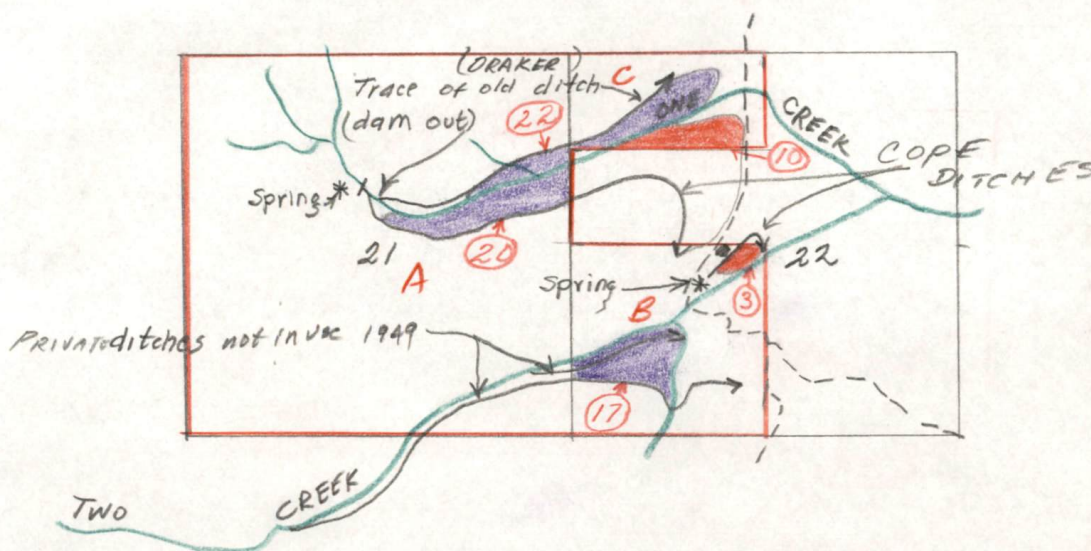 (DRAKER)
Trace of old ditch
(dam out)
C
22
ONE
CREEK
10
COPE
DITCHES
Spring
21
20
A
22
Spring
3
B
PRIVATE ditches not in use 1949
17
CREEK
TWO